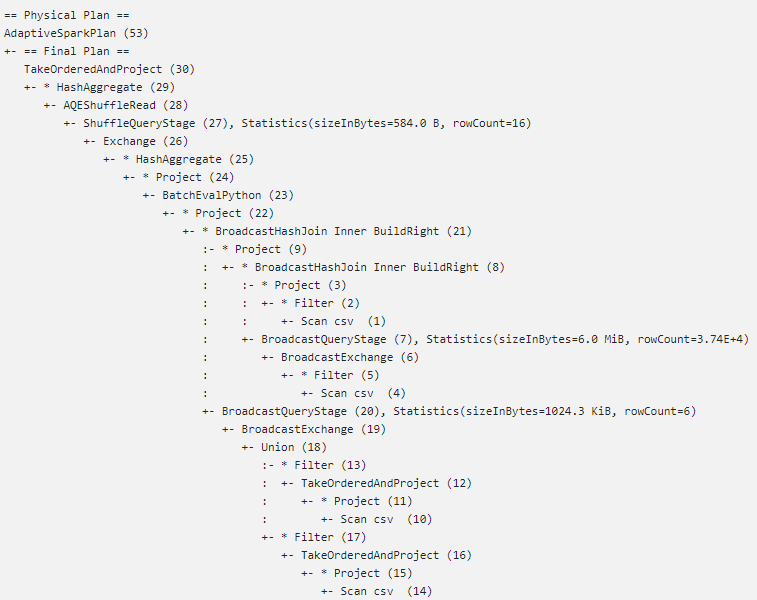 == Physical Plan ==
AdaptiveSparkPlan (53)
+- == Final Plan ==
   TakeOrderedAndProject (30)
   +- * HashAggregate (29)
      +- AQEShuffleRead (28)
         +- ShuffleQueryStage (27), Statistics(sizeInBytes=584.0 B, rowCount=16)
            +- Exchange (26)
               +- * HashAggregate (25)
                  +- * Project (24)
                     +- BatchEvalPython (23)
                        +- * Project (22)
                           +- * BroadcastHashJoin Inner BuildRight (21)
                              :- * Project (9)
                              :  +- * BroadcastHashJoin Inner BuildRight (8)
                              :     :- * Project (3)
                              :     :  +- * Filter (2)
                              :     :     +- Scan csv  (1)
                              :     +- BroadcastQueryStage (7), Statistics(sizeInBytes=6.0 MiB, rowCount=3.74E+4)
                              :        +- BroadcastExchange (6)
                              :           +- * Filter (5)
                              :              +- Scan csv  (4)
                              +- BroadcastQueryStage (20), Statistics(sizeInBytes=1024.3 KiB, rowCount=6)
                                 +- BroadcastExchange (19)
                                    +- Union (18)
                                       :- * Filter (13)
                                       :  +- TakeOrderedAndProject (12)
                                       :     +- * Project (11)
                                       :        +- Scan csv  (10)
                                       +- * Filter (17)
                                          +- TakeOrderedAndProject (16)
                                             +- * Project (15)
                                                +- Scan csv  (14)